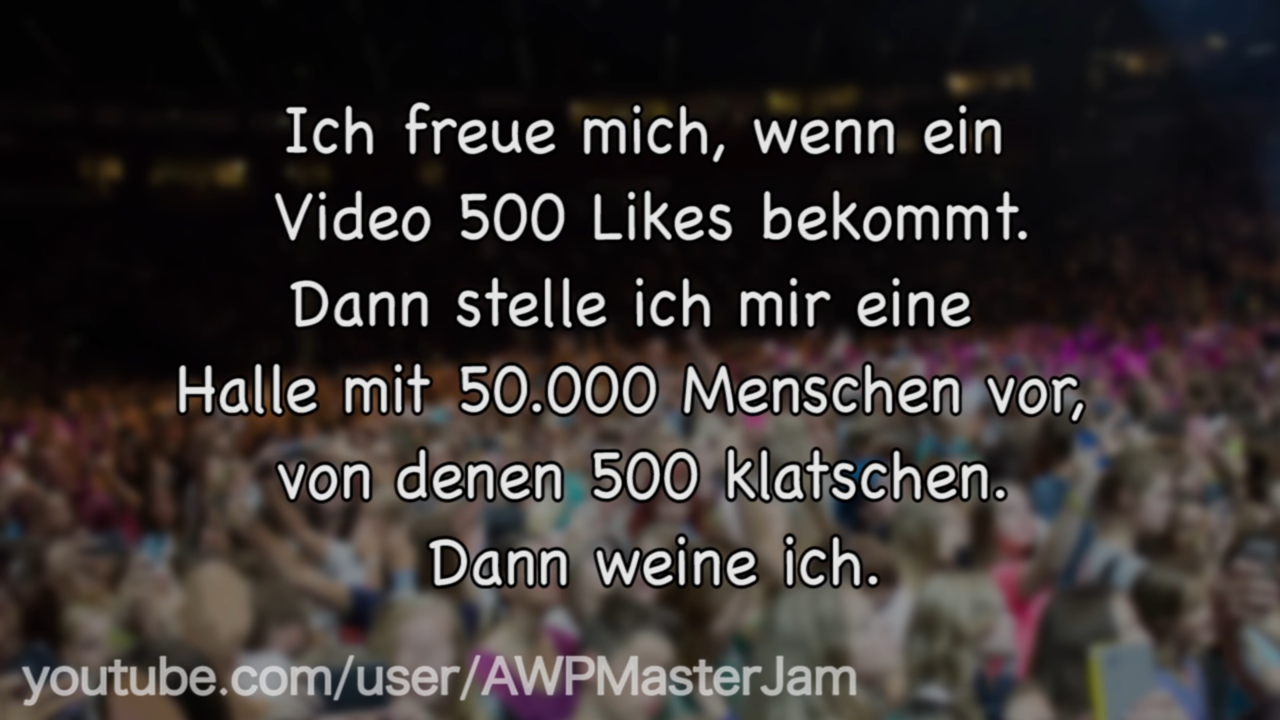 Ich freue mich, wenn ein
Video 500 Likes bekommt.
Dann stelle ich mir eine
Halle mit 50.000 Menschen vor,
von denen 500 klatschen.
Dann weine ich.
youtube.com/user/AWPMasterJam